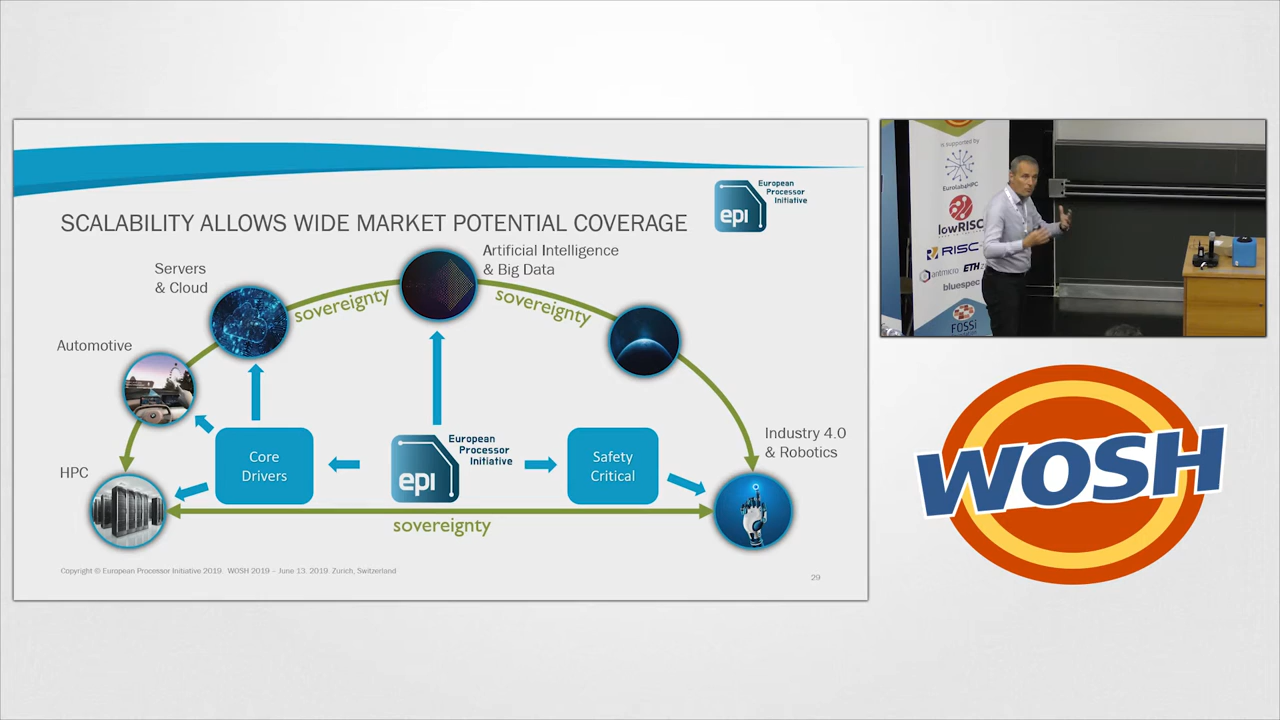 SCALABILITY ALLOWS WIDE MARKET POTENTIAL COVERAGE
epi
European
Processor
Initiative
Artificial Intelligence
& Big Data
Servers
& Cloud
sovereignty
sovereignty
Automotive
Industry 4.0
& Robotics
HPC
Core
Drivers
epi
European
Processor
Initiative
Safety
Critical
sovereignty
Copyright © European Processor Initiative 2019. WOSH 2019 – June 13, 2019. Zurich, Switzerland
29
is supported by
Eurolab4HPC
lowRISC
RISC
antmicro
ETH
bluespec
FOSSi
WOSH